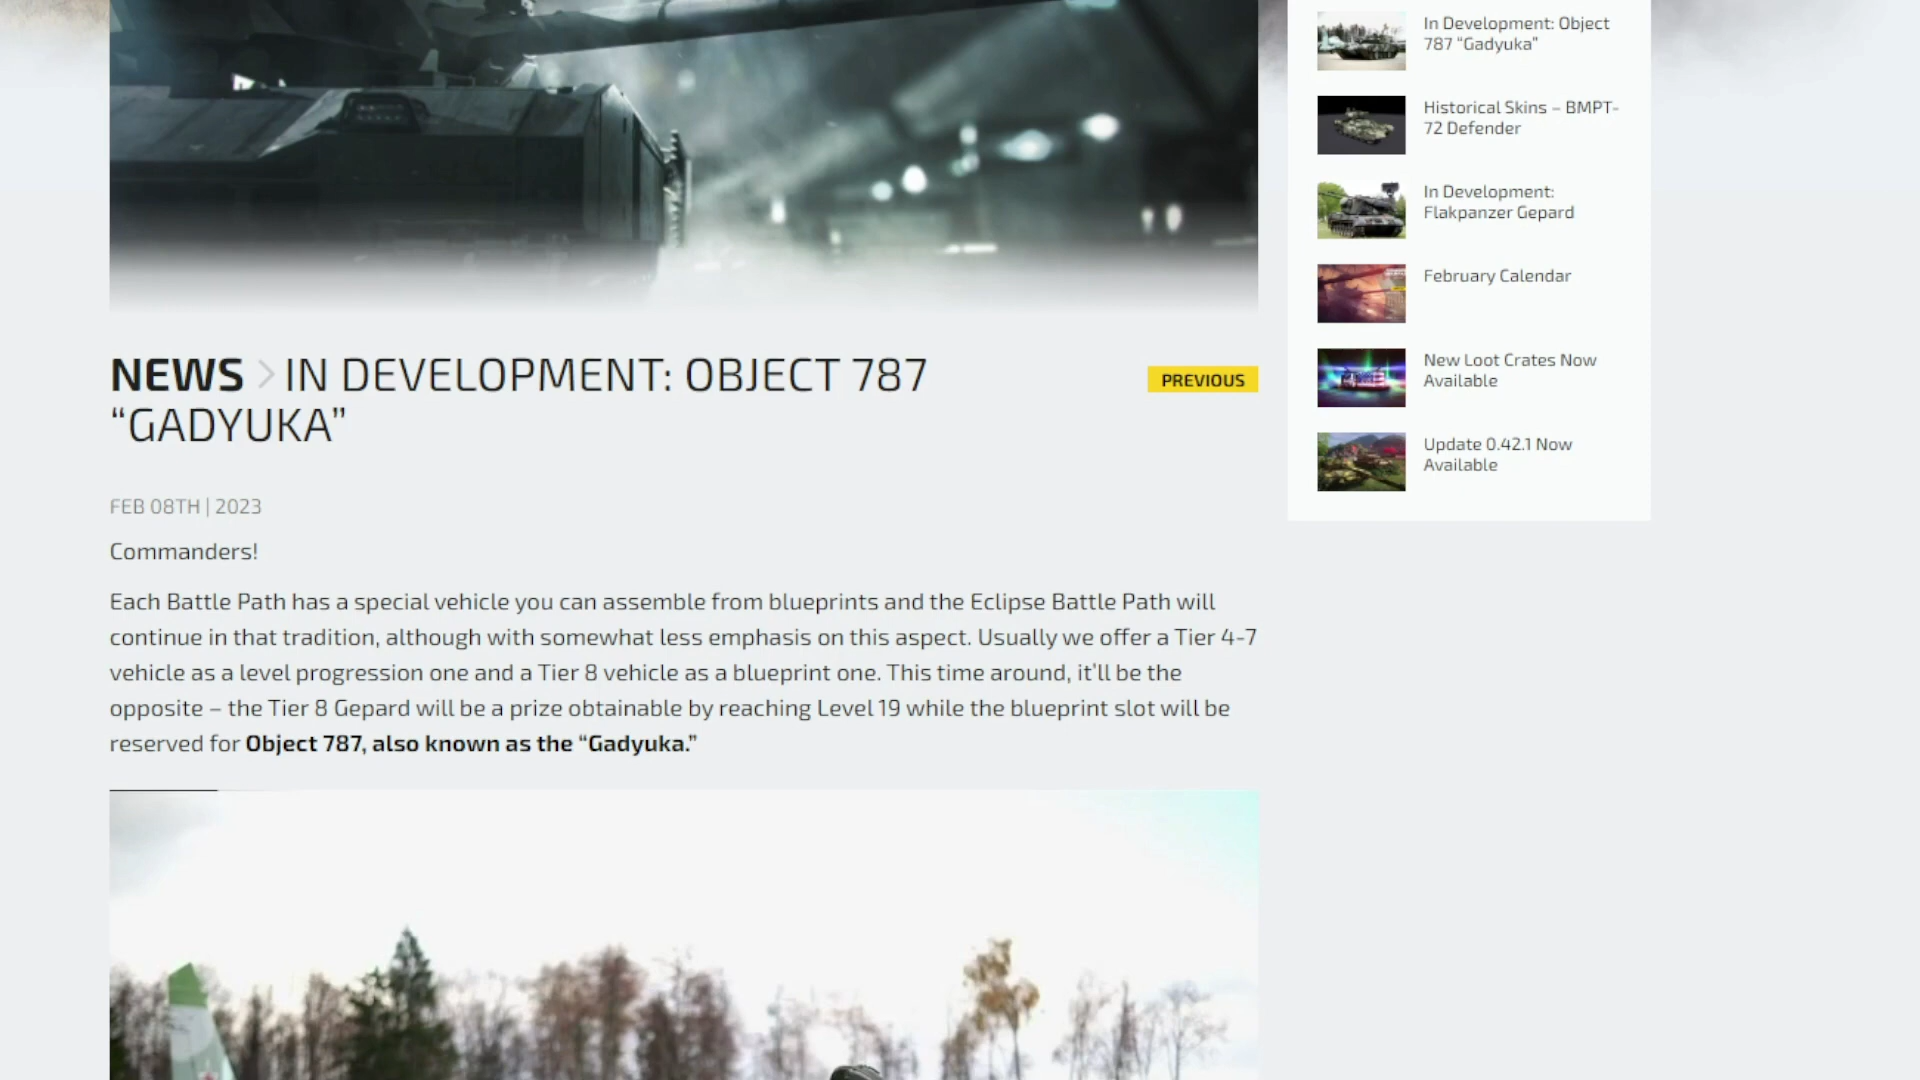 In Development: Object
787 “Gadyuka”
Historical Skins – BMPT-
72 Defender
In Development:
Flakpanzer Gepard
February Calendar
New Loot Crates Now
Available
Update 0.42.1 Now
Available
NEWS > IN DEVELOPMENT: OBJECT 787
“GADYUKA”
PREVIOUS
FEB 08TH | 2023
Commanders!
Each Battle Path has a special vehicle you can assemble from blueprints and the Eclipse Battle Path will
continue in that tradition, although with somewhat less emphasis on this aspect. Usually we offer a Tier 4-7
vehicle as a level progression one and a Tier 8 vehicle as a blueprint one. This time around, it'll be the
opposite – the Tier 8 Gepard will be a prize obtainable by reaching Level 19 while the blueprint slot will be
reserved for Object 787, also known as the “Gadyuka.”